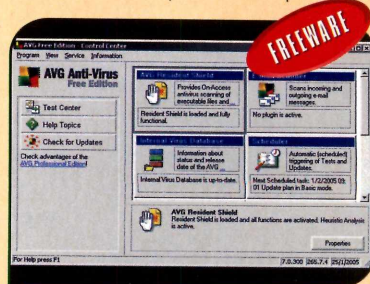 FREEWARE
AVG Free Edition - Control Center
Program View Service Information
AVG Anti-Virus
Free Edition
Test Center
Help Topics
Check for Updates
Check advantages of the
AVG Professional Edition!
AVG Resident Shield
Provides On-Access
antivirus scanning of
executable files and
Resident Shield is loaded and fully
functional.
Scans incoming and
outgoing e-mail
messages.
No plugin is active.
Internal Virus Database
Information about
status and release
date of the AVG ...
Internal Virus Database is up-to-date.
Scheduler
Automatic (scheduled)
triggering of Tests and
Updates.
Next Scheduled task: 1/2/2005 09:
01 Update plan in Basic mode.
AVG Resident Shield
Resident Shield is loaded and all functions are activated. Heuristic Analysis
is active.
Properties
For Help press F1
7.0.300 265.7.4 25/1/2005